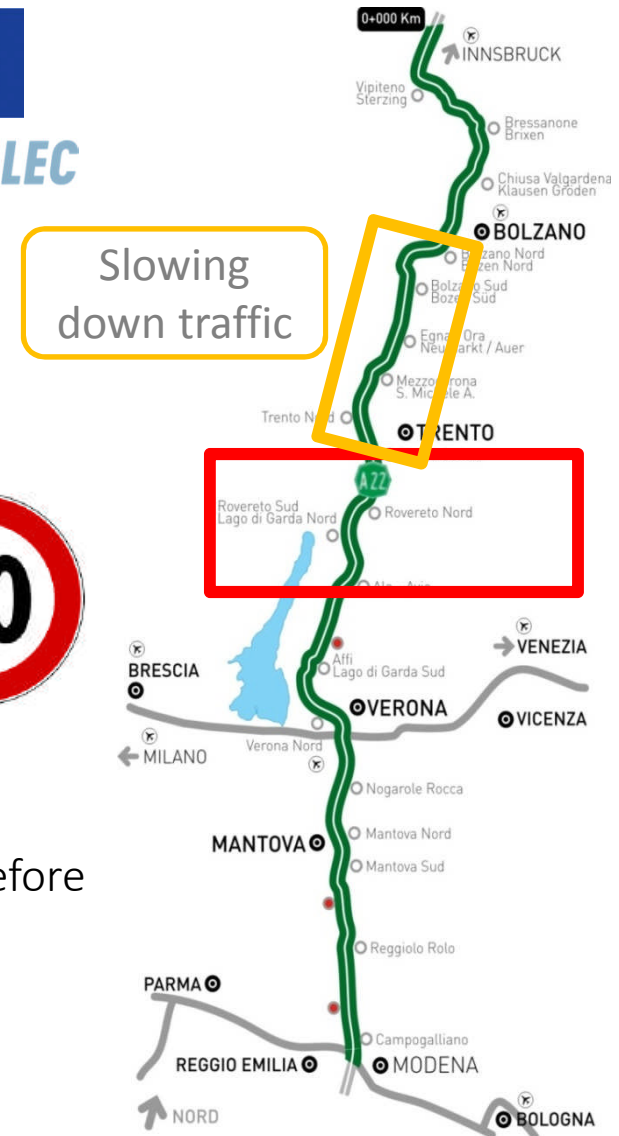 0+000 Km
INNSBRUCK
Vipiteno
Sterzing
Bressanone
Brixen
LEC
Chiusa Valgardena
Klausen Gröden
BOLZANO
Bolzano Nord
Bozen Nord
Slowing
down traffic
Bolzano Sud
Bozen Süd
Egna Ora
Neumarkt / Auer
Mezzocorona
S. Michele A.
Trento Nord
TRENTO
A22
Rovereto Sud
Lago di Garda Nord
Rovereto Nord
0
VENEZIA
Affi
Lago di Garda Sud
BRESCIA
VERONA
VICENZA
Verona Nord
MILANO
Nogarole Rocca
Mantova Nord
MANTOVA
Mantova Sud
efore
Reggiolo Rolo
PARMA
Campogalliano
REGGIO EMILIA
MODENA
NORD
BOLOGNA